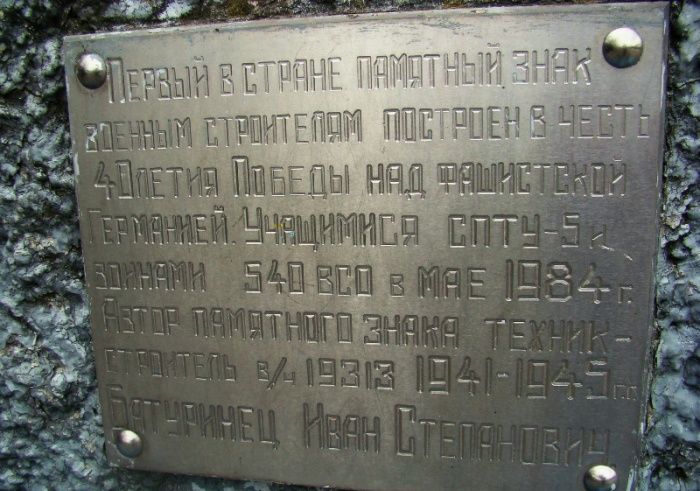 Первый в стране памятный знак
военным строителям построен в честь
40летия Победы над фашистской
Германией. Учащимися СПТУ-5 и
воинами 540 ВСО в мае 1984 г.
Автор памятного знака техник-
строитель в/ч 19313 1941-1945 гг.
Батуринец Иван Степанович